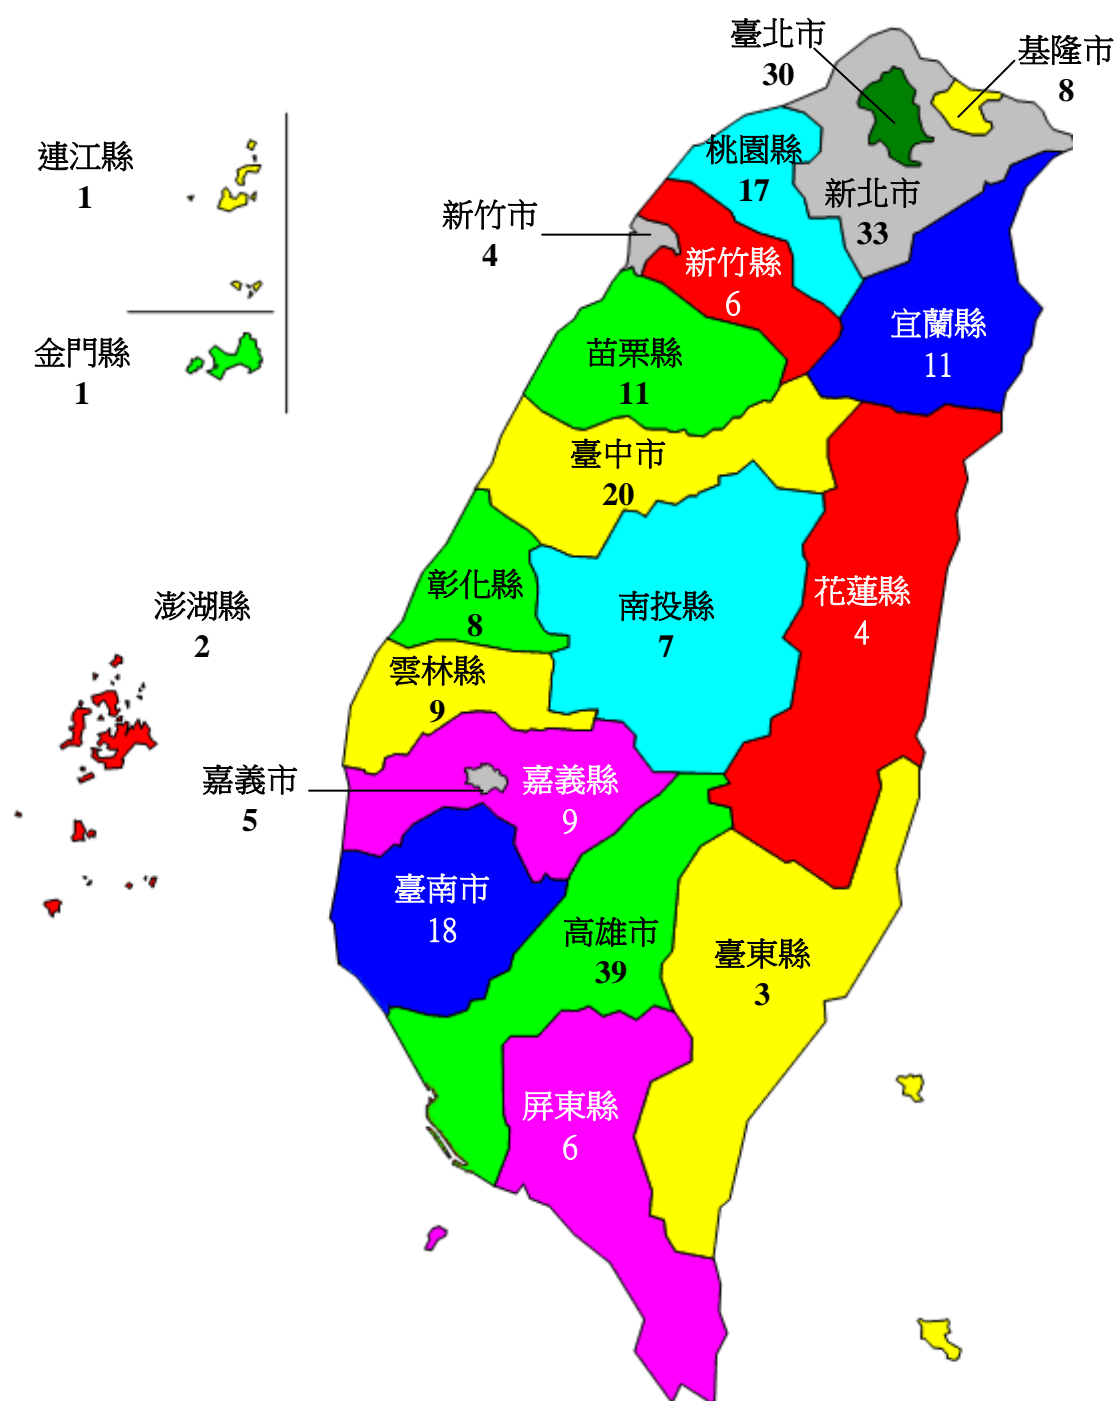 臺北市
30
基隆市
8
連江縣
1
桃園縣
17
新北市
33
新竹市
4
新竹縣
6
宜蘭縣
11
金門縣
1
苗栗縣
11
臺中市
20
彰化縣
8
南投縣
7
花蓮縣
4
澎湖縣
2
雲林縣
9
嘉義市
5
嘉義縣
9
臺南市
18
高雄市
39
臺東縣
3
屏東縣
6